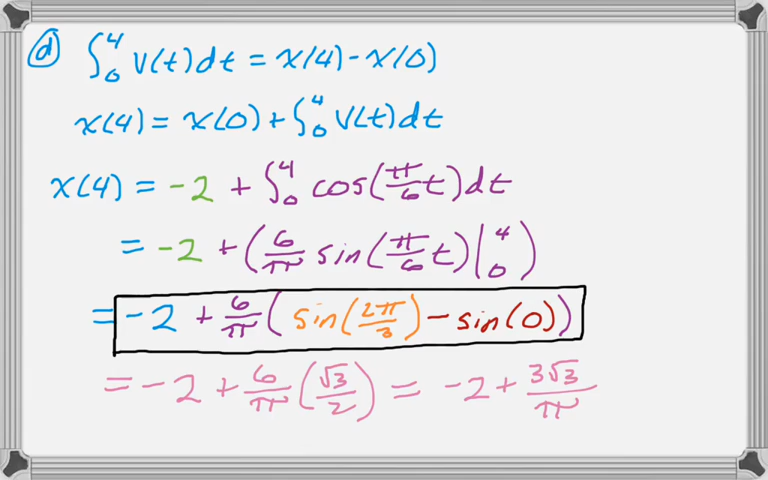 (d) ∫₀⁴ v(t)dt = x(4) - x(0)
x(4) = x(0) + ∫₀⁴ v(t)dt
x(4) = -2 + ∫₀⁴ cos(π/6 t)dt
= -2 + (6/π sin(π/6 t)|₀⁴)
= -2 + 6/π (sin(2π/3) - sin(0))
= -2 + 6/π (√3/2) = -2 + 3√3/π